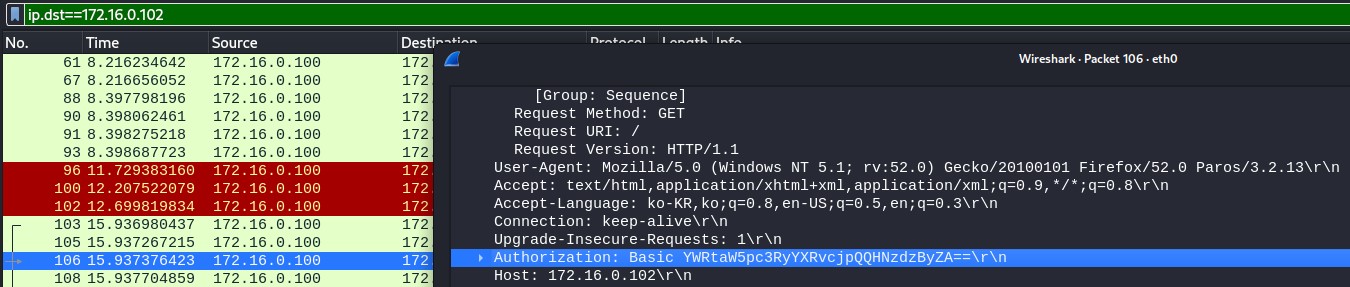 ip.dst==172.16.0.102
No. Time Source Destination Protocol Length Info
Wireshark · Packet 106 · eth0
61 8.216234642 172.16.0.100 172
67 8.216656052 172.16.0.100 172
88 8.397798196 172.16.0.100 172.
90 8.398062461 172.16.0.100 172.
91 8.398275218 172.16.0.100 172.
93 8.398687723 172.16.0.100 172.
96 11.729383160 172.16.0.100 172.
100 12.207522079 172.16.0.100 172.
102 12.699819834 172.16.0.100 172.
103 15.936980437 172.16.0.100 172.
105 15.937267215 172.16.0.100 172.
106 15.937376423 172.16.0.100 172.
108 15.937704859 172.16.0.100 172.
[Group: Sequence]
Request Method: GET
Request URI: /
Request Version: HTTP/1.1
User-Agent: Mozilla/5.0 (Windows NT 5.1; rv:52.0) Gecko/20100101 Firefox/52.0 Paros/3.2.13\r\n
Accept: text/html,application/xhtml+xml,application/xml;q=0.9,*/*;q=0.8\r\n
Accept-Language: ko-KR,ko;q=0.8,en-US;q=0.5,en;q=0.3\r\n
Connection: keep-alive\r\n
Upgrade-Insecure-Requests: 1\r\n
Authorization: Basic YWRtaW5pc3RyYXRvcjpQQHNzdzByZA==\r\n
Host: 172.16.0.102\r\n